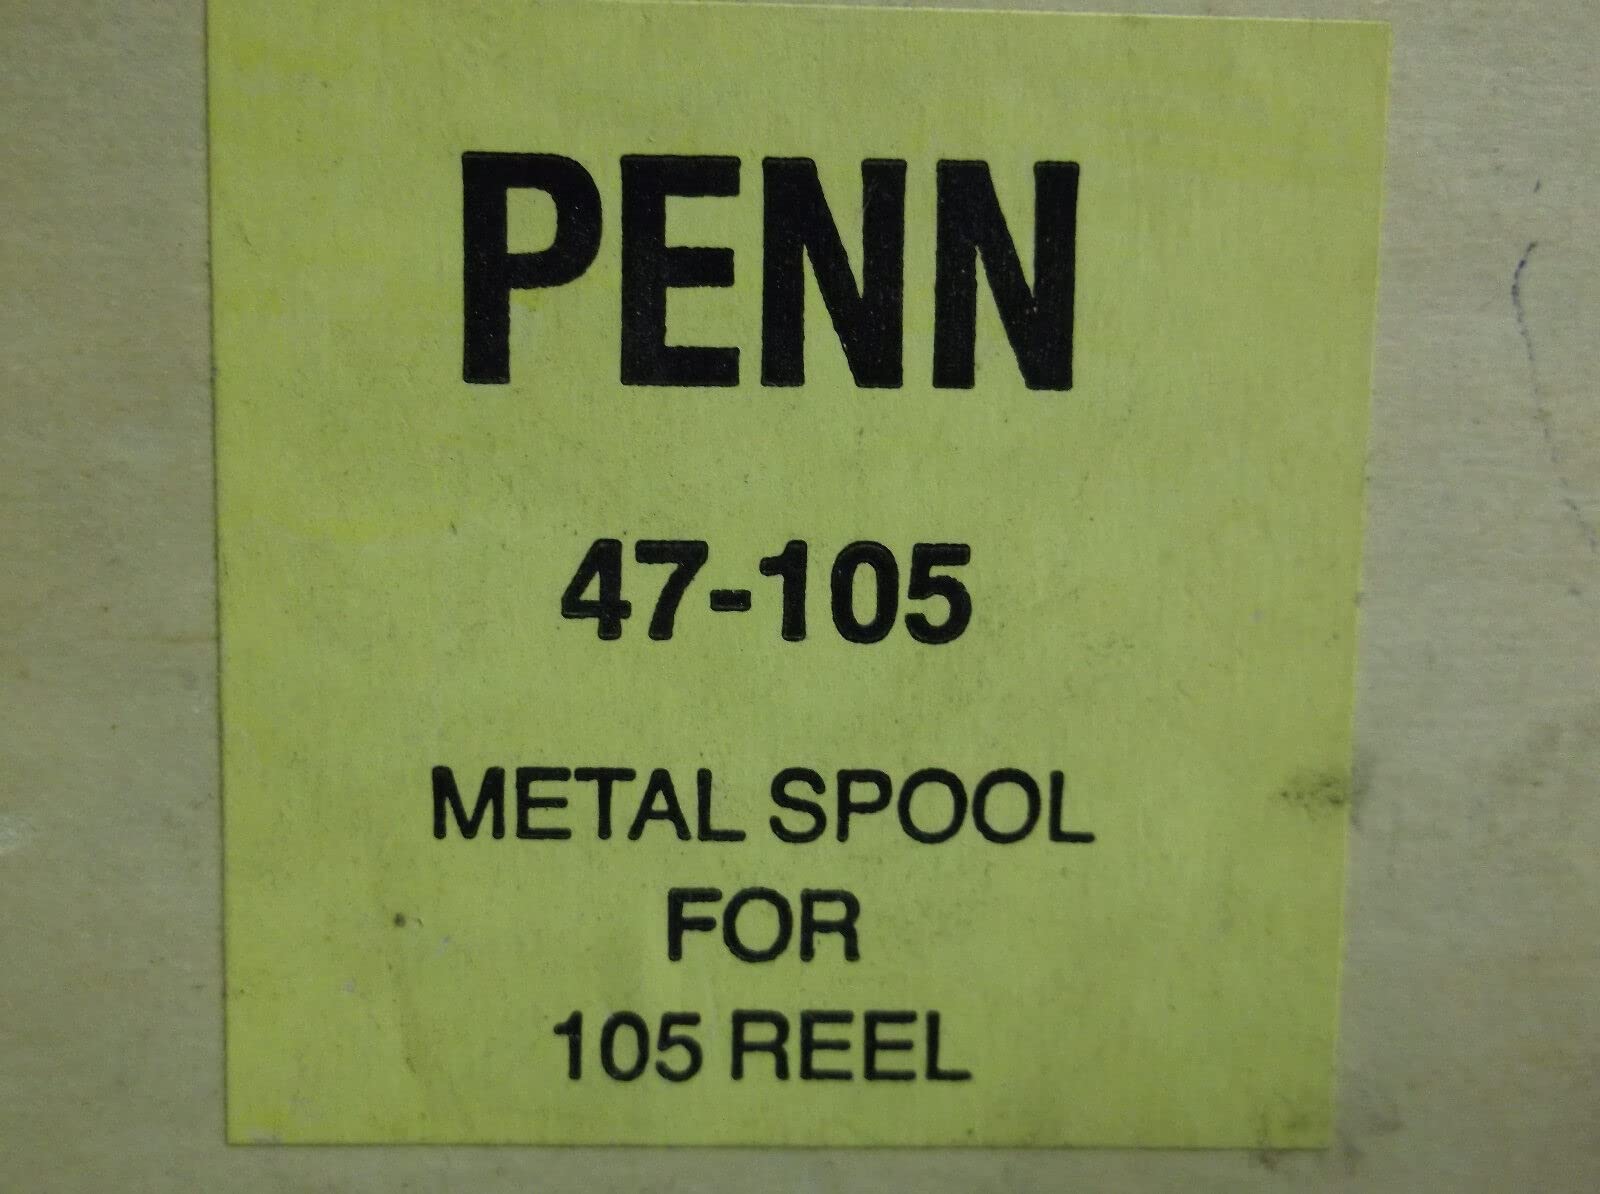 PENN
47-105
METAL SPOOL
FOR
105 REEL